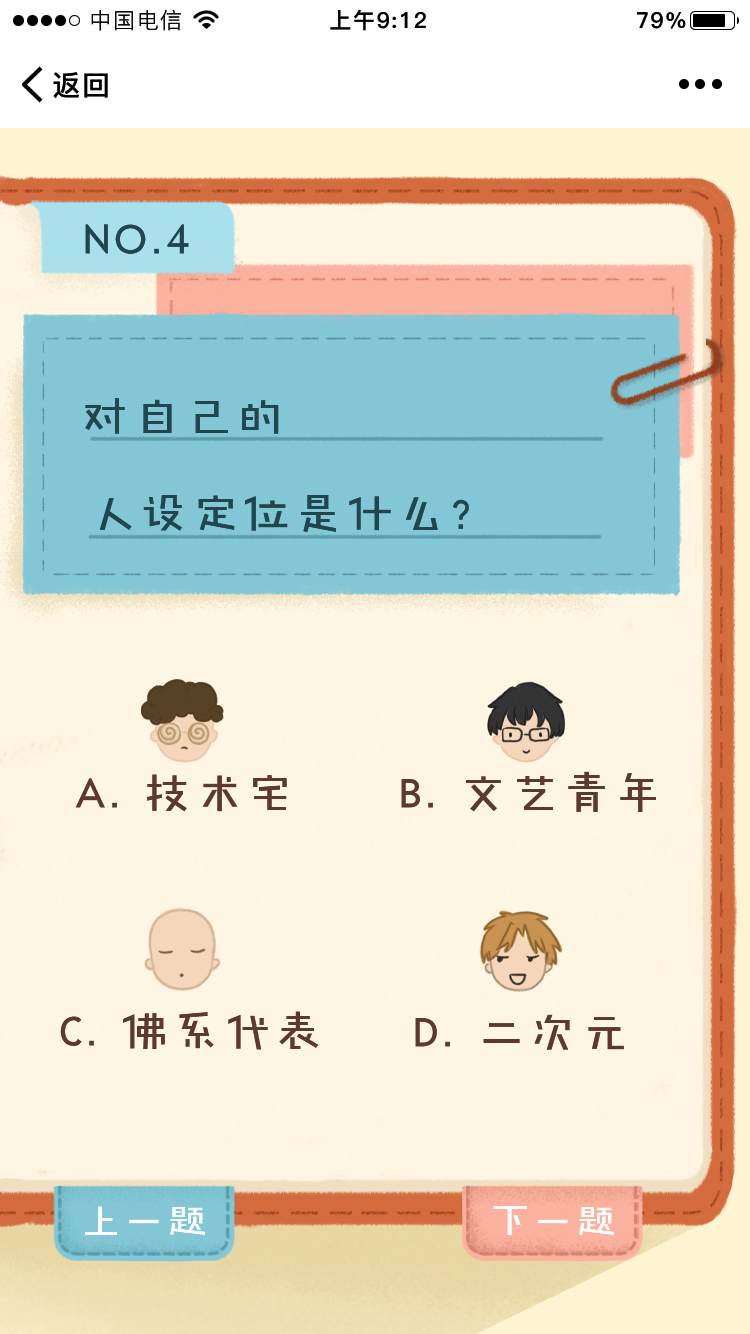 中国电信 上午9:12 79%
返回
NO.4
对自己的
人设定位是什么?
A. 技术宅 B. 文艺青年
C. 佛系代表 D. 二次元
上一题 下一题